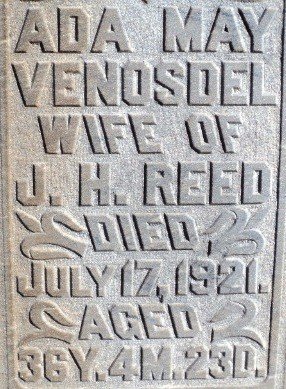 ADA MAY
VENOSDEL
WIFE OF
J. H. REED
DIED
JULY 17, 1921.
AGED
36Y. 4M. 23D.